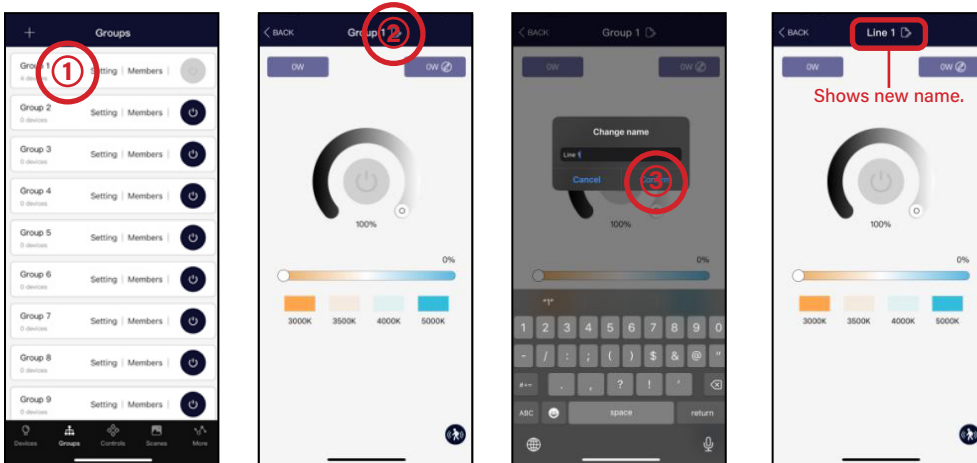 + Groups
Group 1 Setting | Members |
4 devices
①
Group 2 Setting | Members |
0 devices
Group 3 Setting | Members |
0 devices
Group 4 Setting | Members |
0 devices
Group 5 Setting | Members |
0 devices
Group 6 Setting | Members |
0 devices
Group 7 Setting | Members |
0 devices
Group 8 Setting | Members |
0 devices
Group 9 Setting | Members |
0 devices
Devices Groups Controls Scenes More
< BACK Group 1
②
0W 0W
100%
0%
3000K 3500K 4000K 5000K
< BACK Group 1
0W 0W
Change name
Line 1
Cancel Confirm
③
100%
0%
"1"
1 2 3 4 5 6 7 8 9 0
- / : ; ( ) $ & @ "
#+= . , ? ! '
ABC space return
< BACK Line 1
0W 0W
Shows new name.
100%
0%
3000K 3500K 4000K 5000K